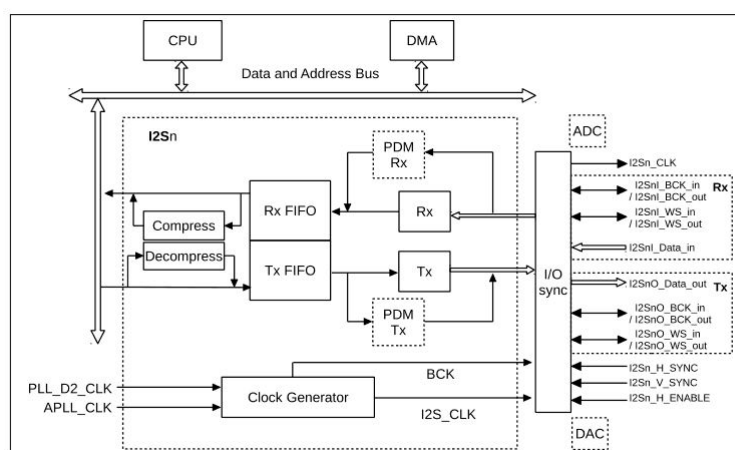 CPU
DMA
Data and Address Bus
I2Sn
ADC
PDM
Rx
I2Sn_CLK
I2SnI_BCK_in
/ I2SnI_BCK_out
Rx
I2SnI_WS_in
/ I2SnI_WS_out
Rx FIFO
Rx
Compress
I2SnI_Data_in
Decompress
Tx FIFO
Tx
I/O
sync
I2SnO_Data_out
Tx
PDM
Tx
I2SnO_BCK_in
/ I2SnO_BCK_out
I2SnO_WS_in
/ I2SnO_WS_out
BCK
I2Sn_H_SYNC
PLL_D2_CLK
I2Sn_V_SYNC
Clock Generator
APLL_CLK
I2S_CLK
I2Sn_H_ENABLE
DAC